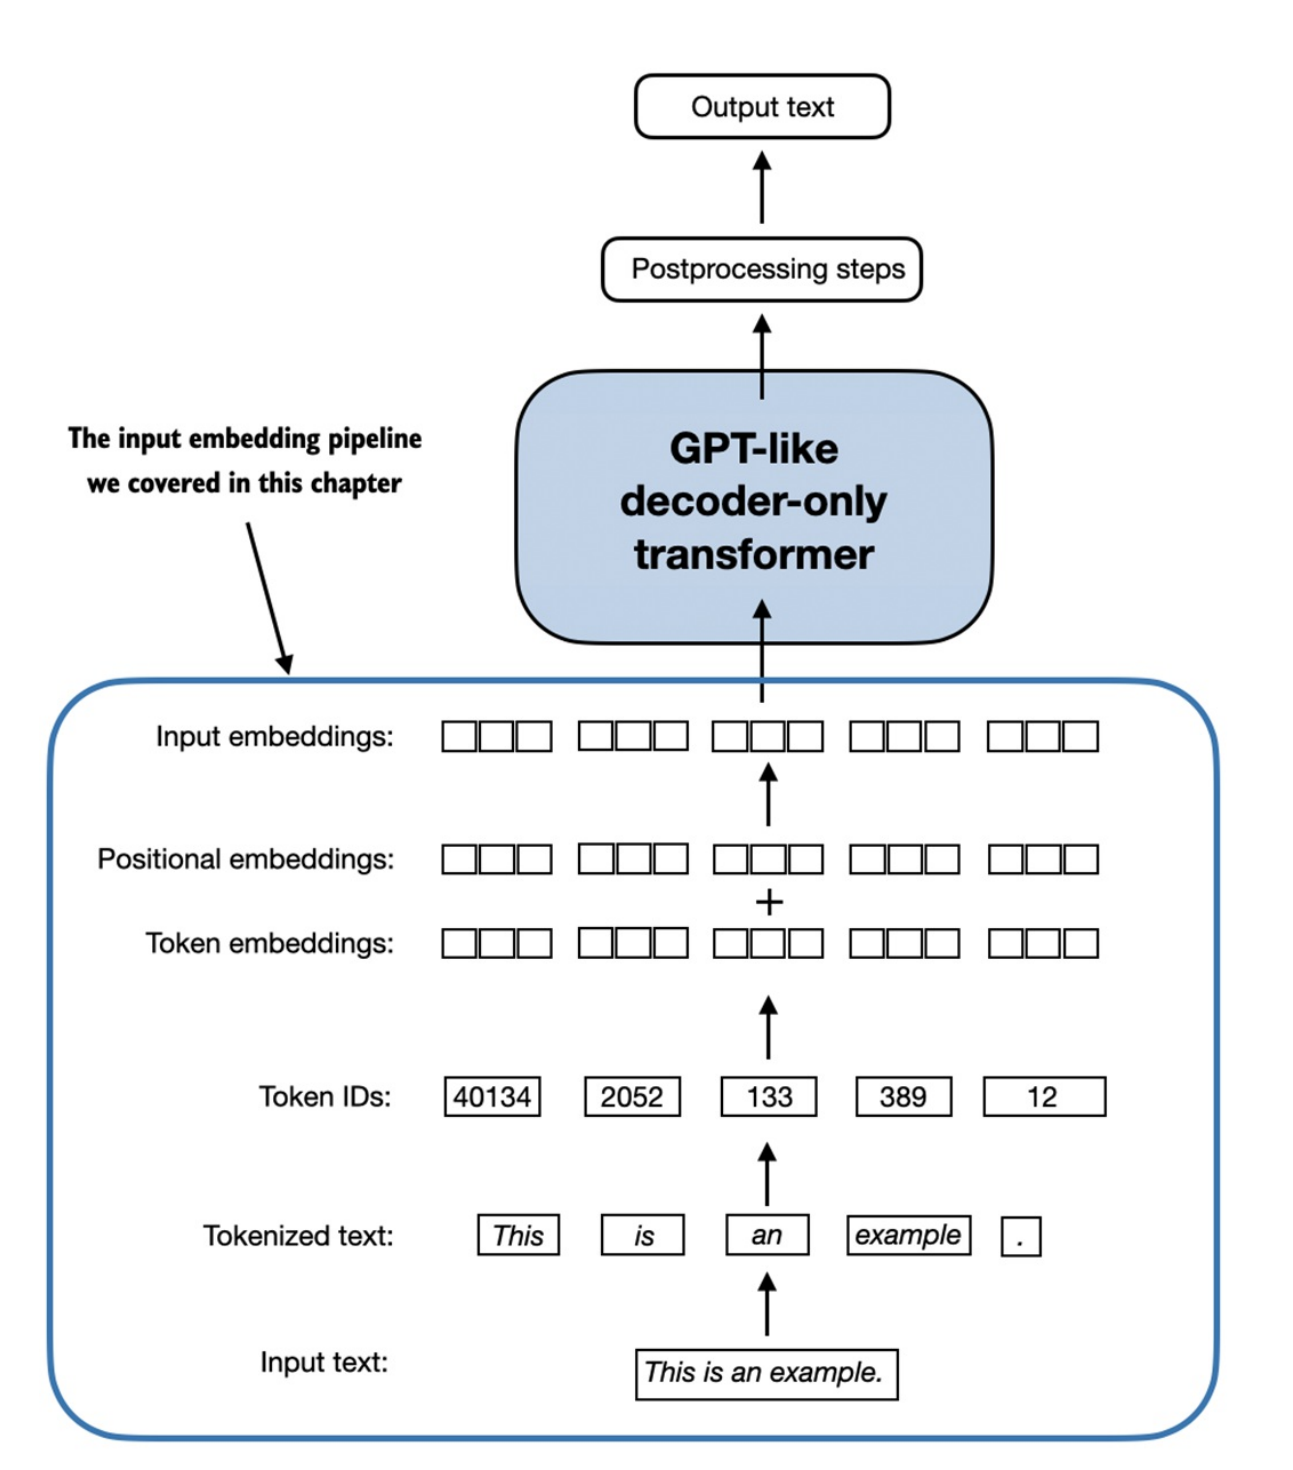 Output text
Postprocessing steps
GPT-like
decoder-only
transformer
The input embedding pipeline
we covered in this chapter
Input embeddings:
Positional embeddings:
+
Token embeddings:
Token IDs: 40134 2052 133 389 12
Tokenized text: This is an example .
Input text: This is an example.